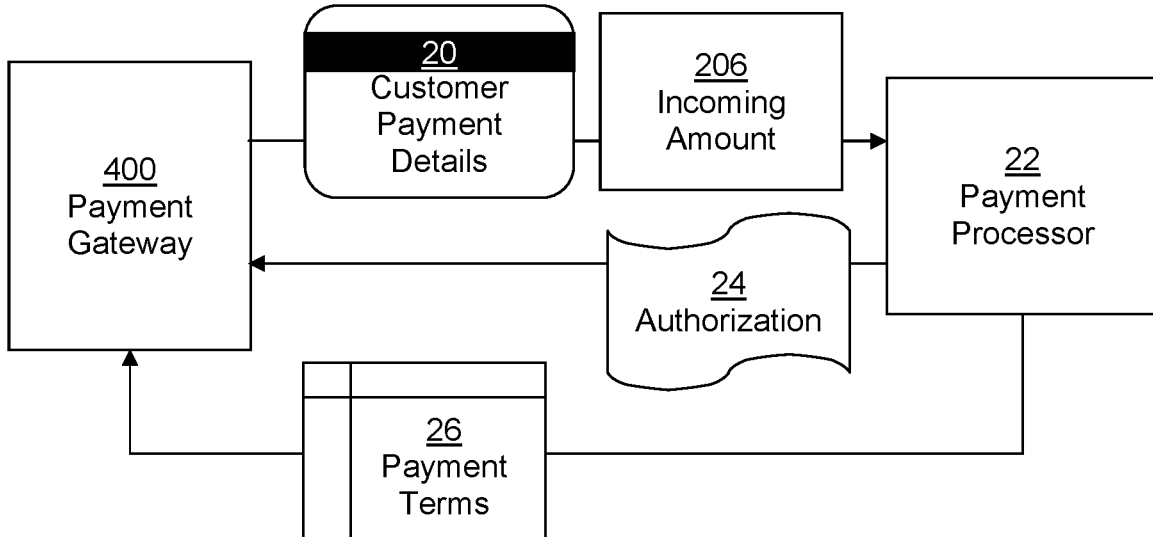 20
Customer
Payment
Details
206
Incoming
Amount
400
Payment
Gateway
22
Payment
Processor
24
Authorization
26
Payment
Terms